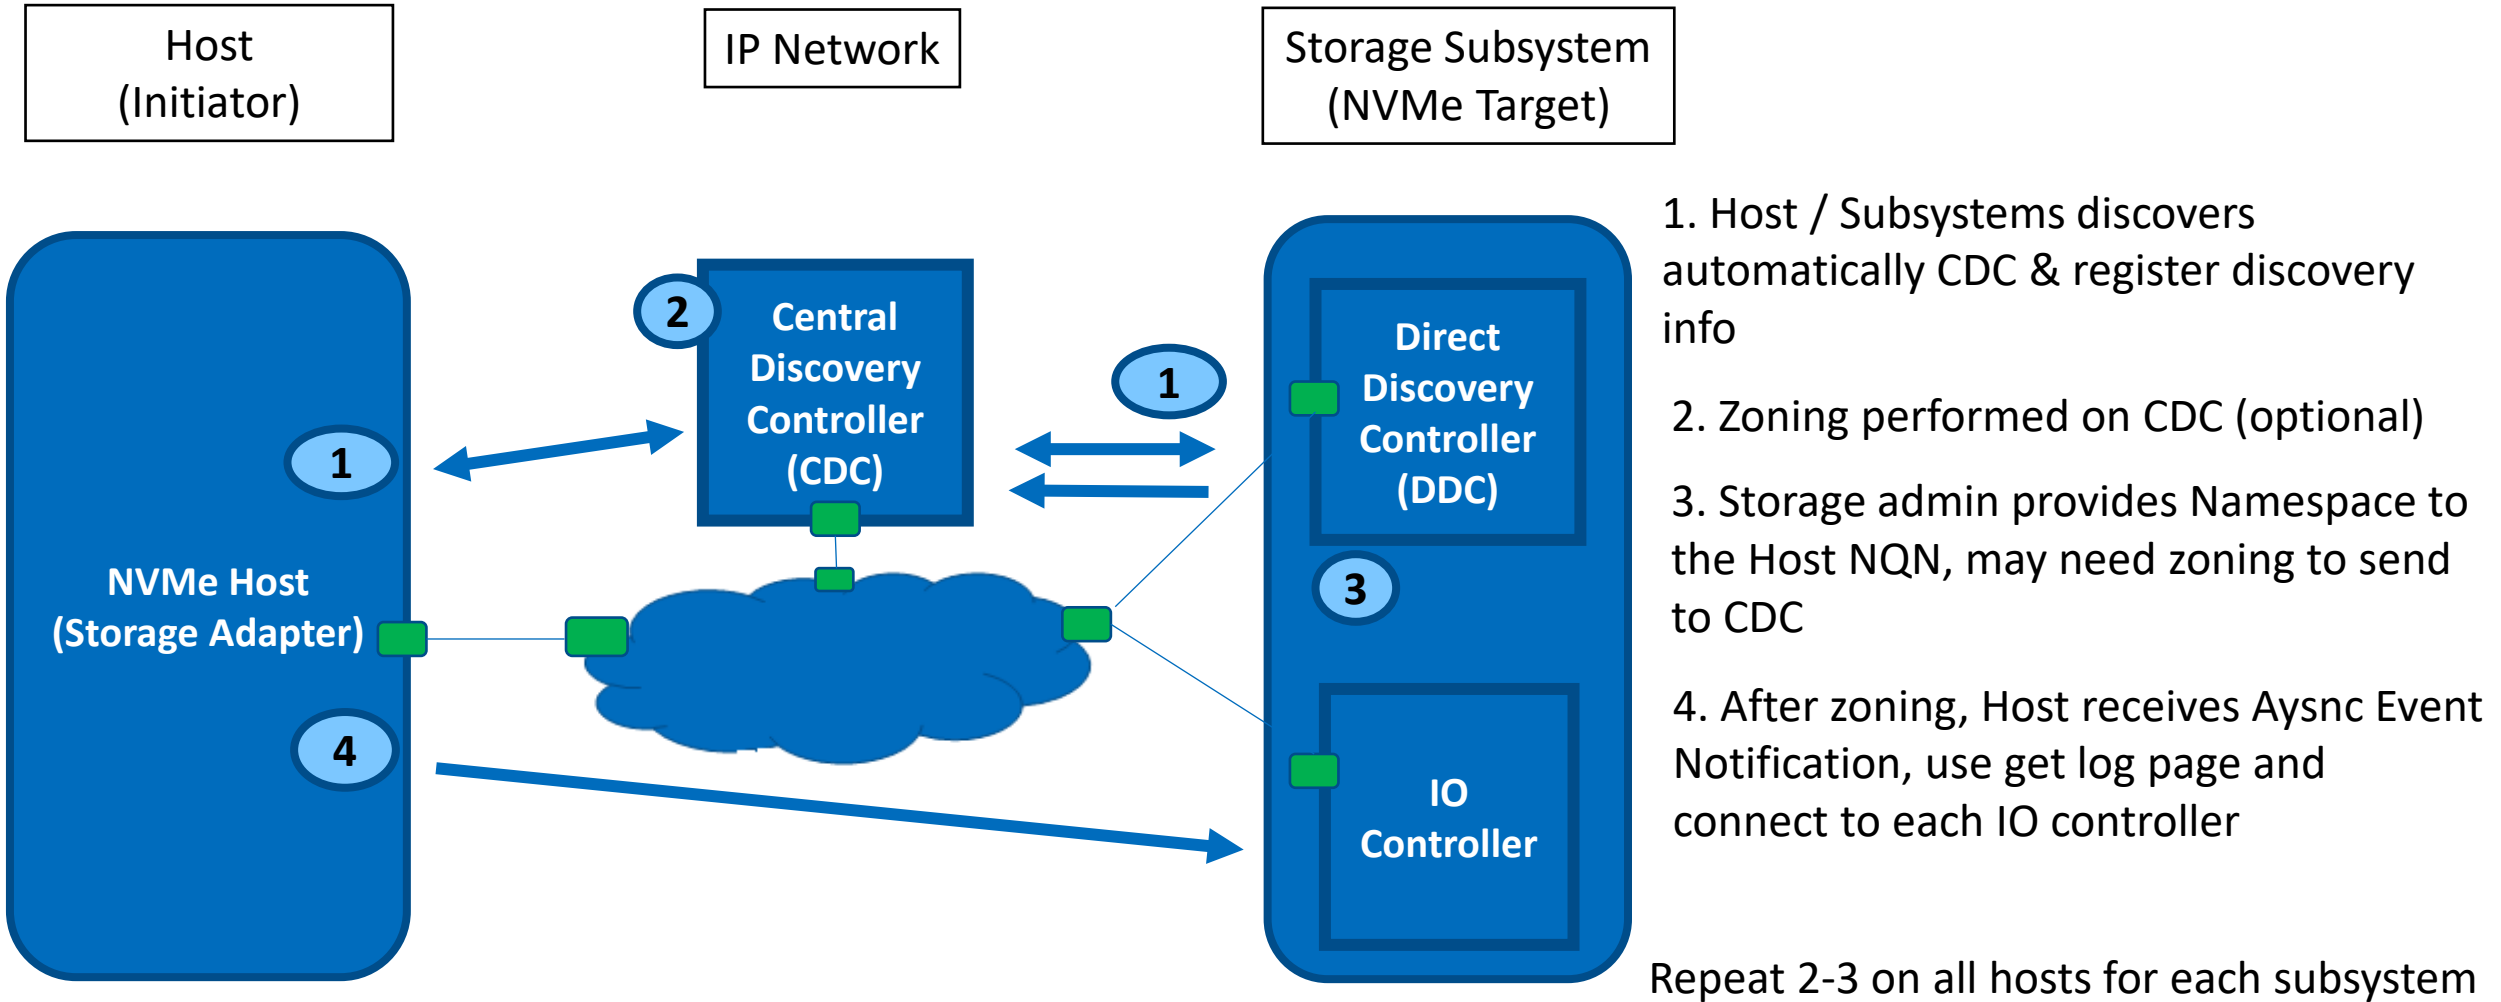 Host
(Initiator)
IP Network
Storage Subsystem
(NVMe Target)
1. Host / Subsystems discovers
automatically CDC & register discovery
info
2
Central
Discovery
Controller
(CDC)
1
Direct
Discovery
Controller
(DDC)
2. Zoning performed on CDC (optional)
1
3. Storage admin provides Namespace to
the Host NQN, may need zoning to send
to CDC
NVMe Host
(Storage Adapter)
3
4. After zoning, Host receives Aysnc Event
Notification, use get log page and
connect to each IO controller
4
IO
Controller
Repeat 2-3 on all hosts for each subsystem